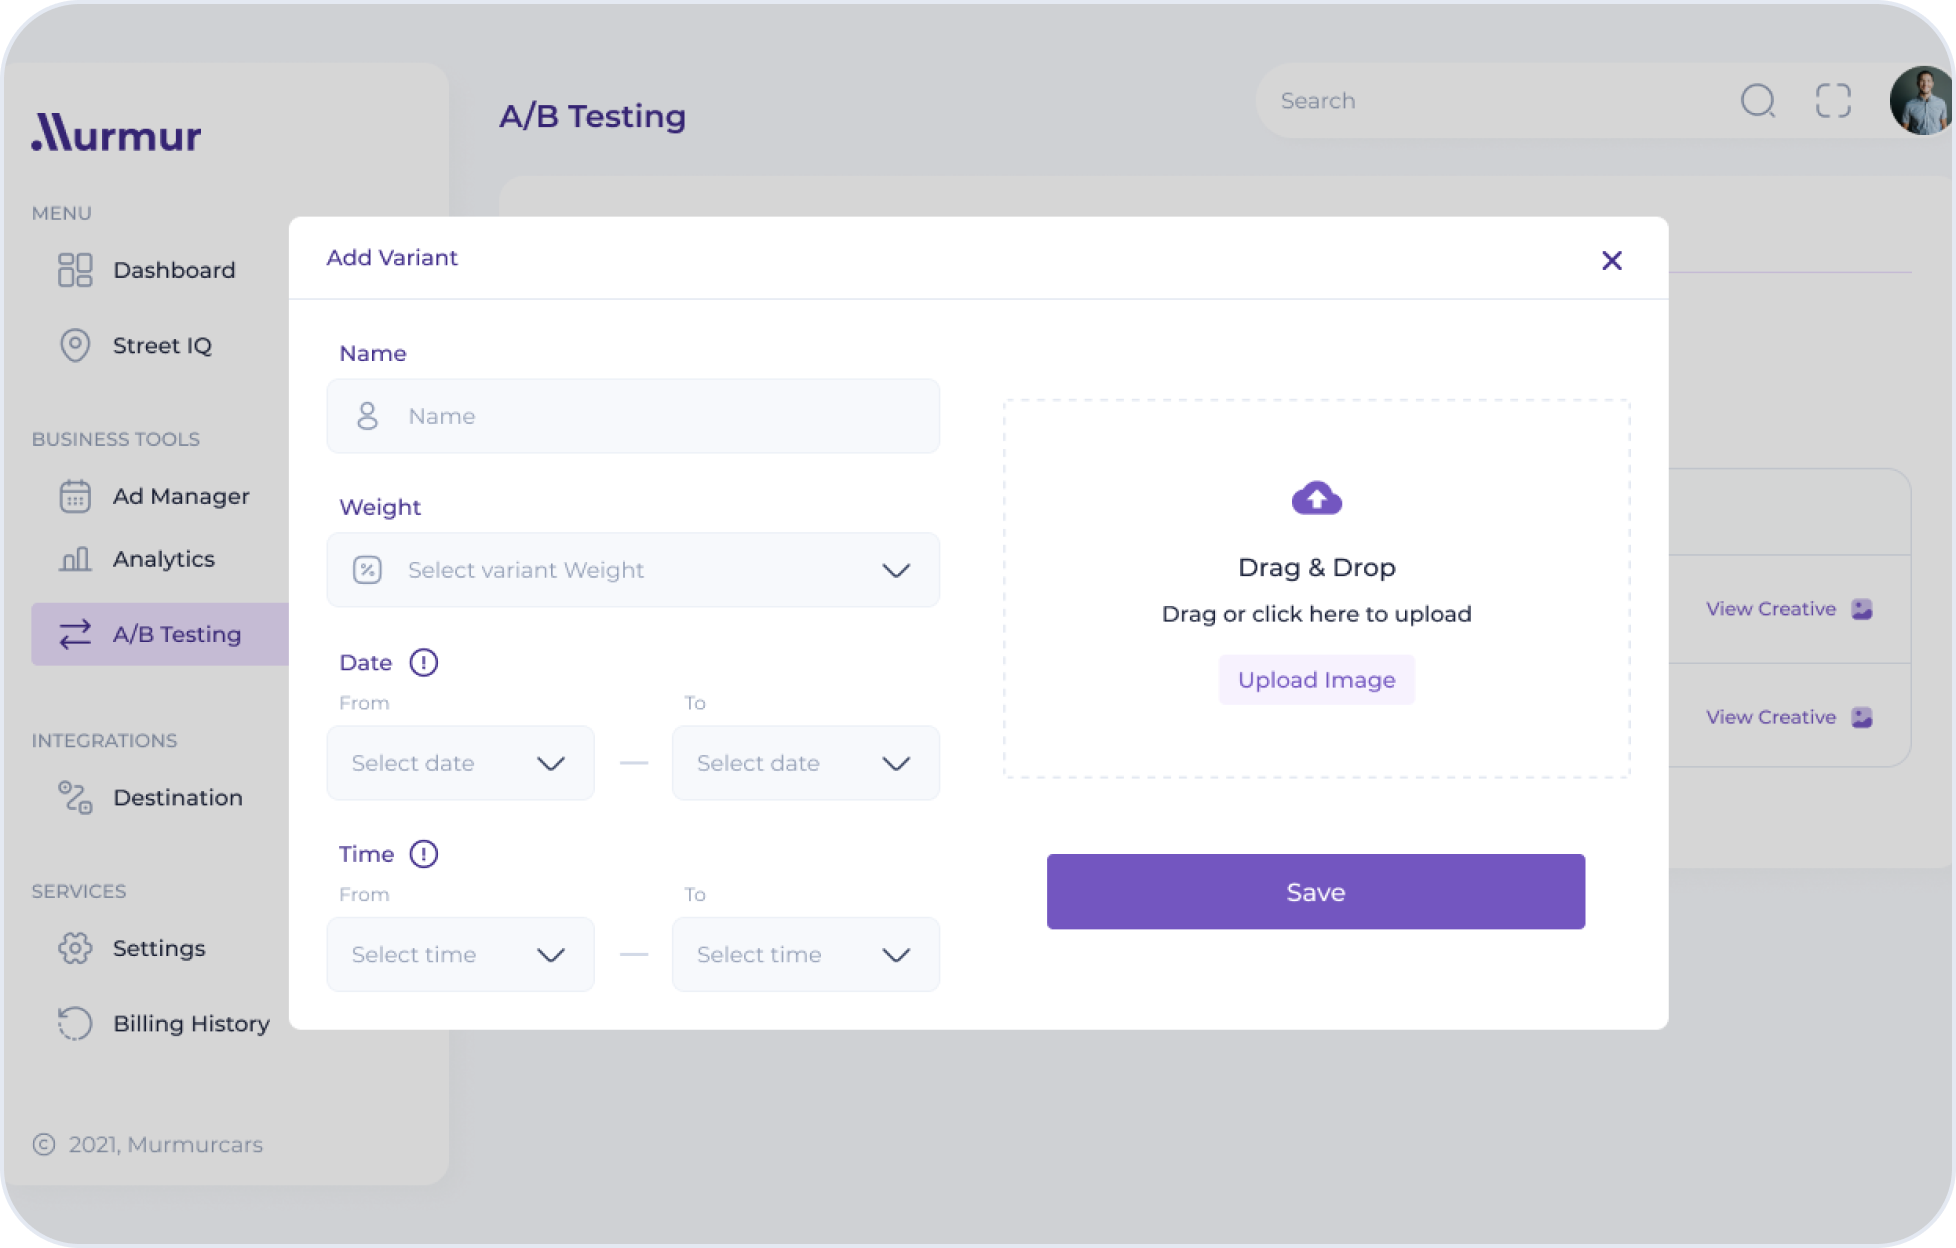 Murmur
A/B Testing
Search
MENU
Dashboard
Street IQ
BUSINESS TOOLS
Ad Manager
Analytics
A/B Testing
INTEGRATIONS
Destination
SERVICES
Settings
Billing History
© 2021, Murmurcars
Add Variant
Name
Name
Weight
Select variant Weight
Date
From To
Select date Select date
Time
From To
Select time Select time
Drag & Drop
Drag or click here to upload
Upload Image
Save
View Creative
View Creative